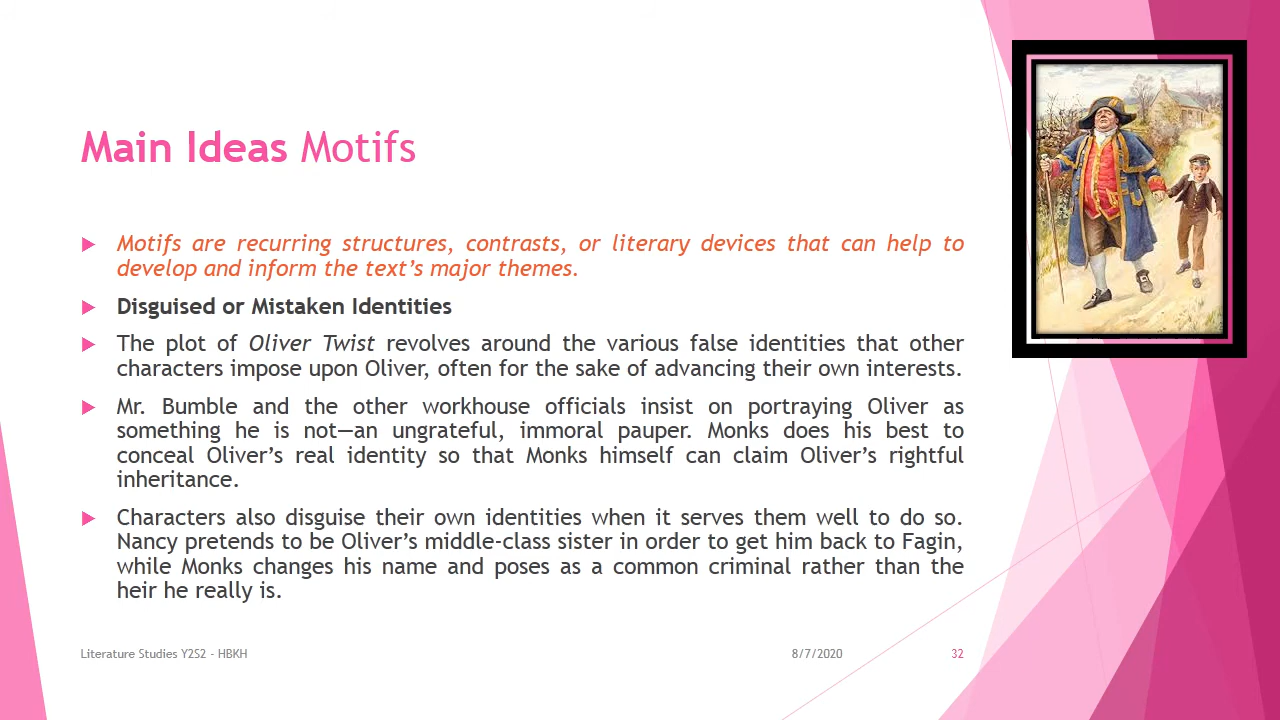 Main Ideas Motifs
Motifs are recurring structures, contrasts, or literary devices that can help to
develop and inform the text’s major themes.
Disguised or Mistaken Identities
The plot of Oliver Twist revolves around the various false identities that other
characters impose upon Oliver, often for the sake of advancing their own interests.
Mr. Bumble and the other workhouse officials insist on portraying Oliver as
something he is not—an ungrateful, immoral pauper. Monks does his best to
conceal Oliver’s real identity so that Monks himself can claim Oliver’s rightful
inheritance.
Characters also disguise their own identities when it serves them well to do so.
Nancy pretends to be Oliver’s middle-class sister in order to get him back to Fagin,
while Monks changes his name and poses as a common criminal rather than the
heir he really is.
Literature Studies Y2S2 - HBKH
8/7/2020
32